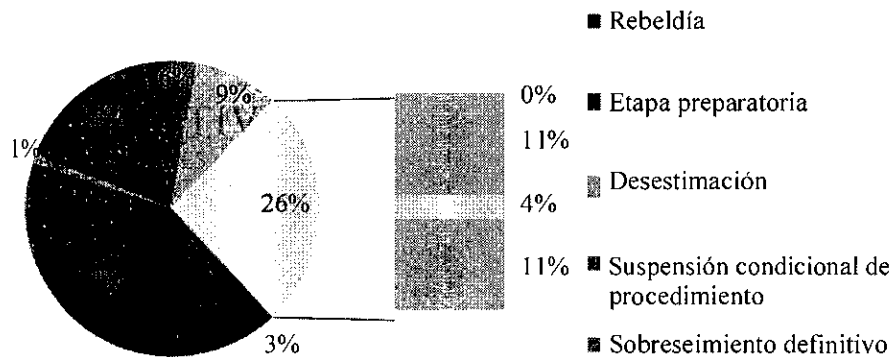 Rebeldía
0%
9%
Etapa preparatoria
11%
1%
Desestimación
26%
4%
11%
Suspensión condicional de
procedimiento
3%
Sobreseimiento definitivo